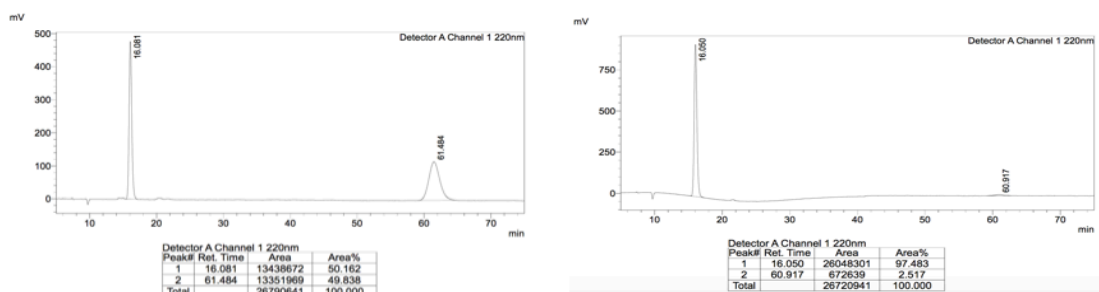 mV
Detector A Channel 1 220nm
500
400
300
200
100
0
16.081
61.484
10 20 30 40 50 60 70
min
Detector A Channel 1 220nm
Peak# Ret. Time Area Area%
1 16.081 13438672 50.162
2 61.484 13351969 49.838
Total 26790641 100.000
mV
Detector A Channel 1 220nm
750
500
250
0
16.050
60.917
10 20 30 40 50 60 70
min
Detector A Channel 1 220nm
Peak# Ret. Time Area Area%
1 16.050 26048301 97.483
2 60.917 672639 2.517
Total 26720941 100.000